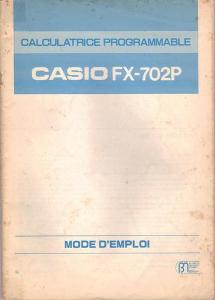 CALCULATRICE PROGRAMMABLE
CASIO FX-702P
MODE D'EMPLOI